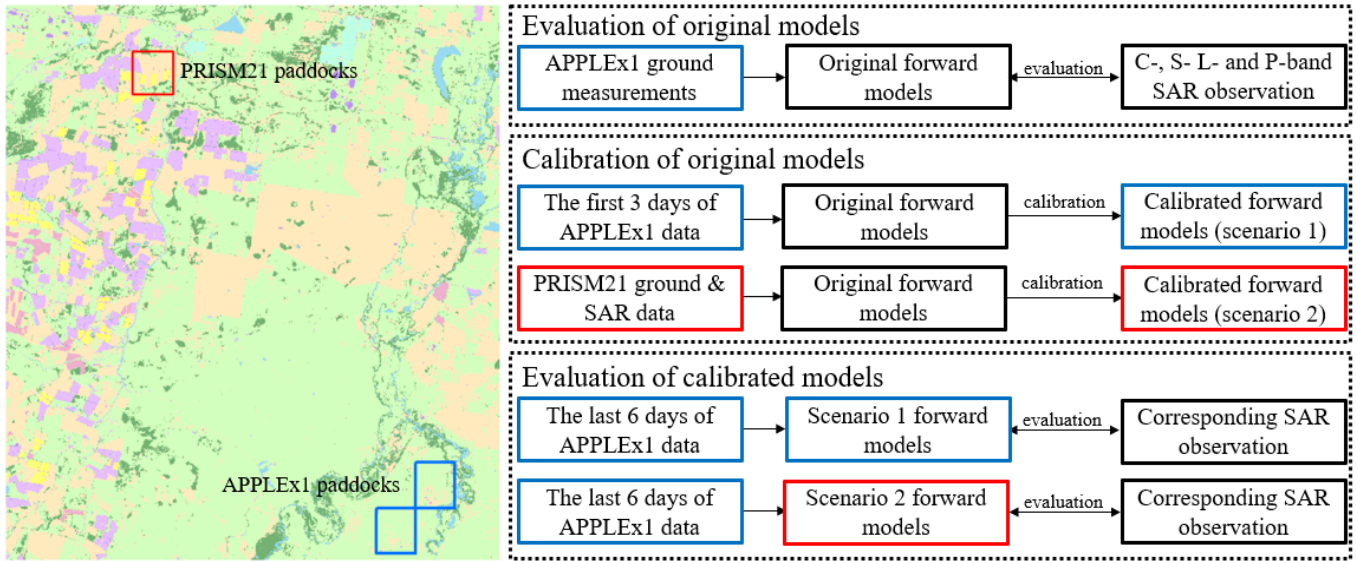 PRISM21 paddocks
APPLEx1 paddocks
Evaluation of original models
APPLEx1 ground
measurements
Original forward
models
evaluation
C-, S- L- and P-band
SAR observation
Calibration of original models
The first 3 days of
APPLEx1 data
Original forward
models
calibration
Calibrated forward
models (scenario 1)
PRISM21 ground &
SAR data
Original forward
models
calibration
Calibrated forward
models (scenario 2)
Evaluation of calibrated models
The last 6 days of
APPLEx1 data
Scenario 1 forward
models
evaluation
Corresponding SAR
observation
The last 6 days of
APPLEx1 data
Scenario 2 forward
models
evaluation
Corresponding SAR
observation